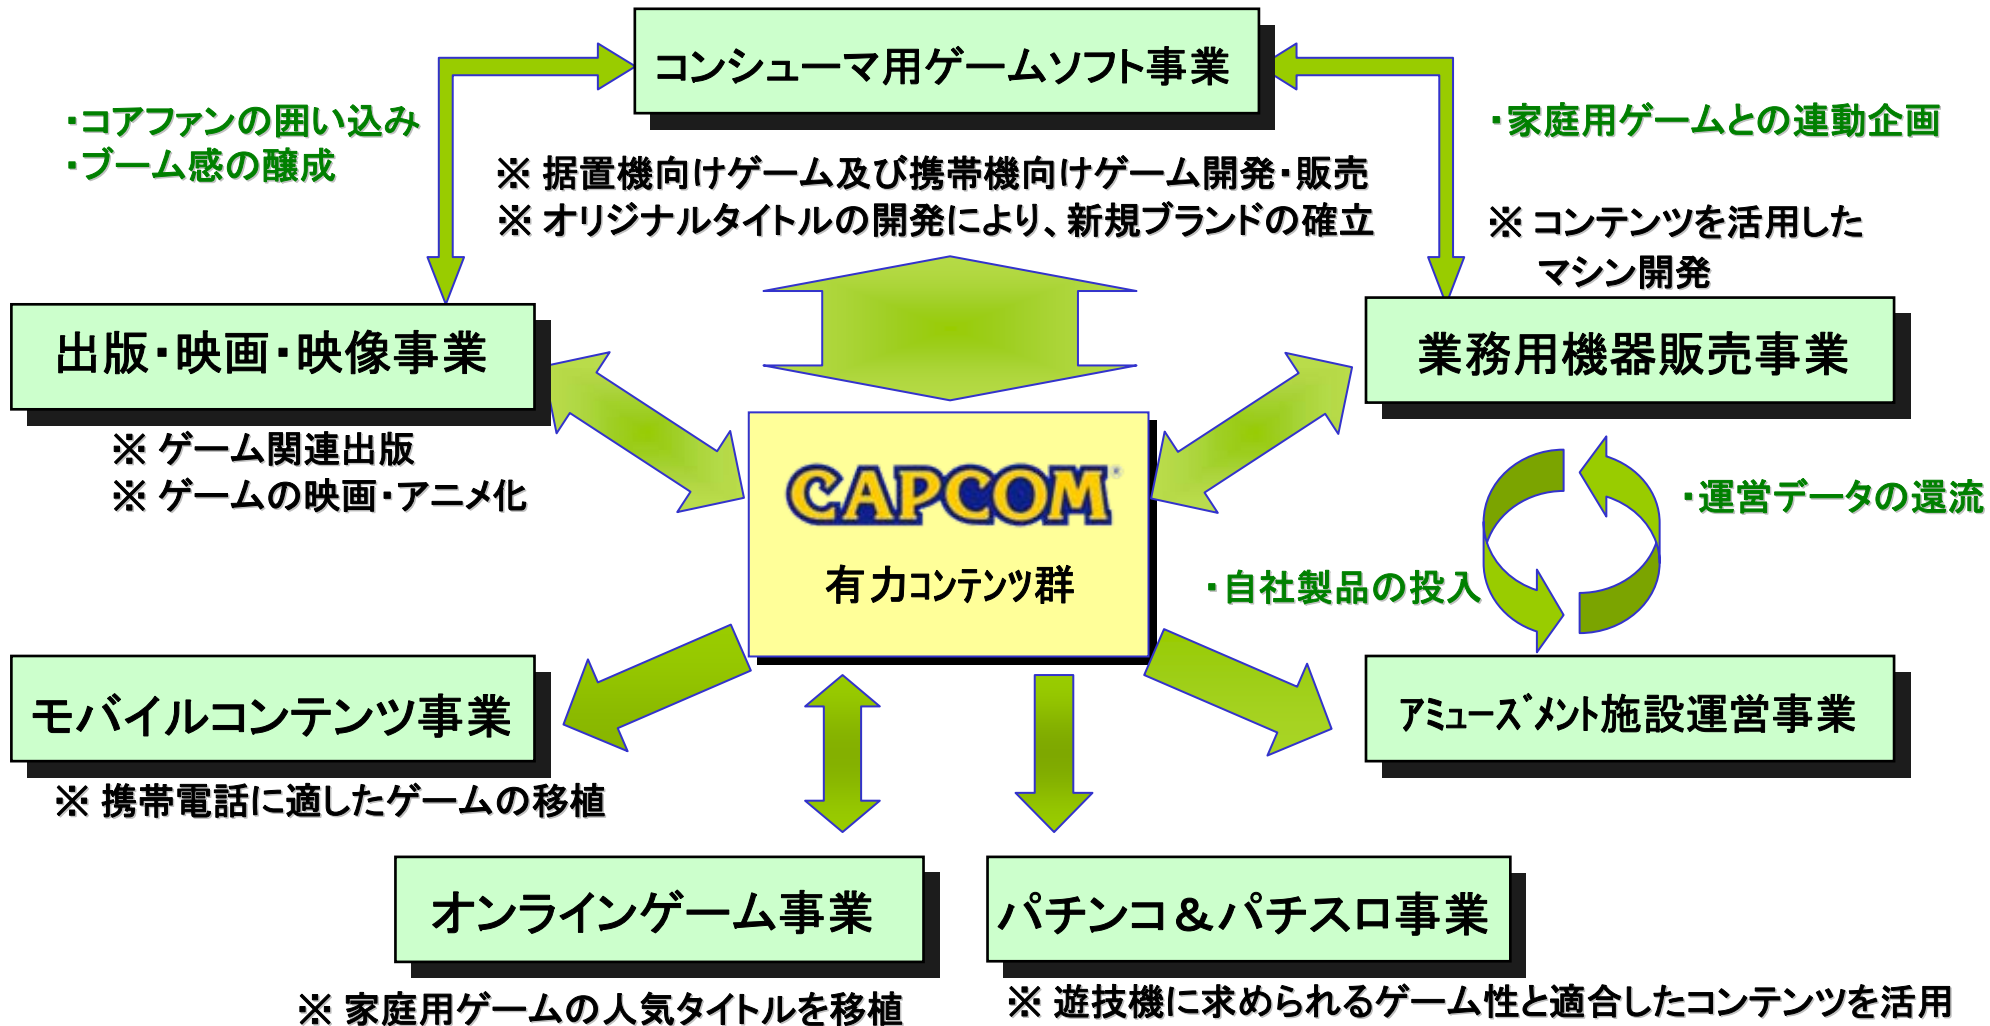 コンシューマ用ゲームソフト事業
・コアファンの囲い込み
・ブーム感の醸成
・家庭用ゲームとの連動企画
※ 据置機向けゲーム及び携帯機向けゲーム開発・販売
※ オリジナルタイトルの開発により、新規ブランドの確立
※ コンテンツを活用した
マシン開発
出版・映画・映像事業
業務用機器販売事業
※ ゲーム関連出版
※ ゲームの映画・アニメ化
CAPCOM®
有力ｺﾝﾃﾝﾂ群
・運営データの還流
・自社製品の投入
モバイルコンテンツ事業
ｱﾐｭｰｽﾞﾒﾝﾄ施設運営事業
※ 携帯電話に適したゲームの移植
オンラインゲーム事業
パチンコ＆パチスロ事業
※ 家庭用ゲームの人気タイトルを移植
※ 遊技機に求められるゲーム性と適合したコンテンツを活用